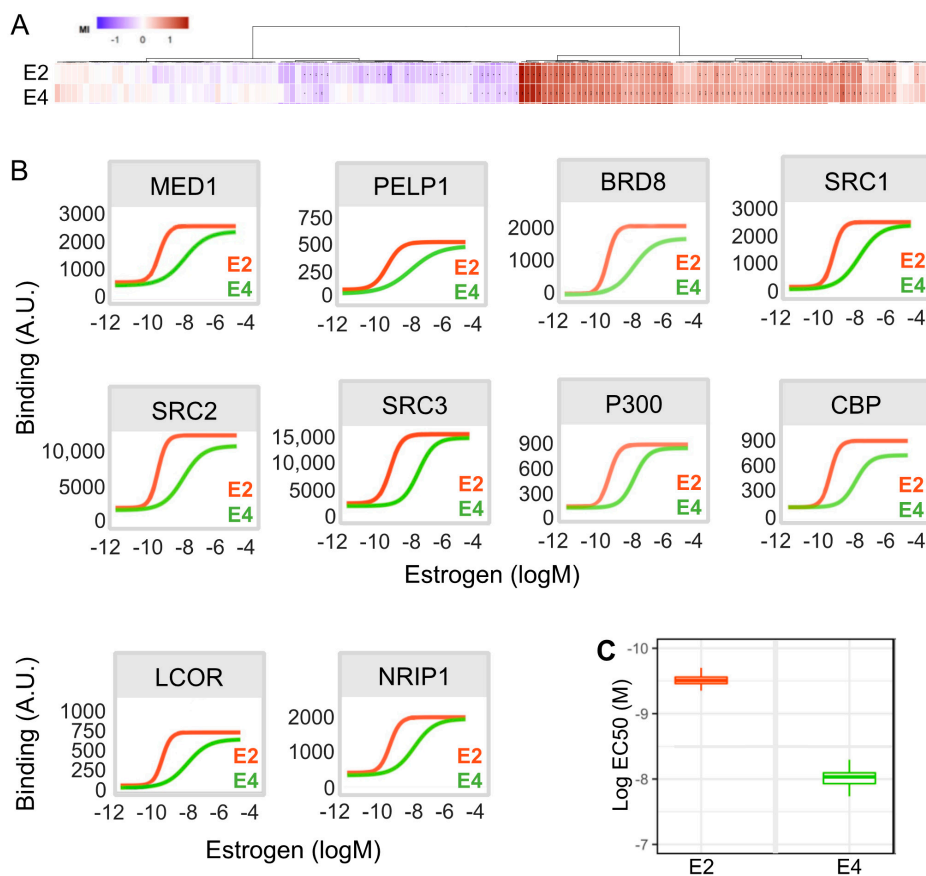 A
MI
-1 0 1
E2
E4
B
Binding (A.U.)
MED1
3000
2000
1000
0
E2
E4
-12 -10 -8 -6 -4
PELP1
750
500
250
0
E2
E4
-12 -10 -8 -6 -4
BRD8
2000
1000
0
E2
E4
-12 -10 -8 -6 -4
SRC1
3000
2000
1000
0
E2
E4
-12 -10 -8 -6 -4
SRC2
10,000
5000
0
E2
E4
-12 -10 -8 -6 -4
SRC3
15,000
10,000
5000
0
E2
E4
-12 -10 -8 -6 -4
P300
900
600
300
0
E2
E4
-12 -10 -8 -6 -4
CBP
900
600
300
0
E2
E4
-12 -10 -8 -6 -4
Estrogen (logM)
Binding (A.U.)
LCOR
1000
750
500
250
0
E2
E4
-12 -10 -8 -6 -4
NRIP1
2000
1000
0
E2
E4
-12 -10 -8 -6 -4
Estrogen (logM)
C
Log EC50 (M)
-10
-9
-8
-7
E2 E4